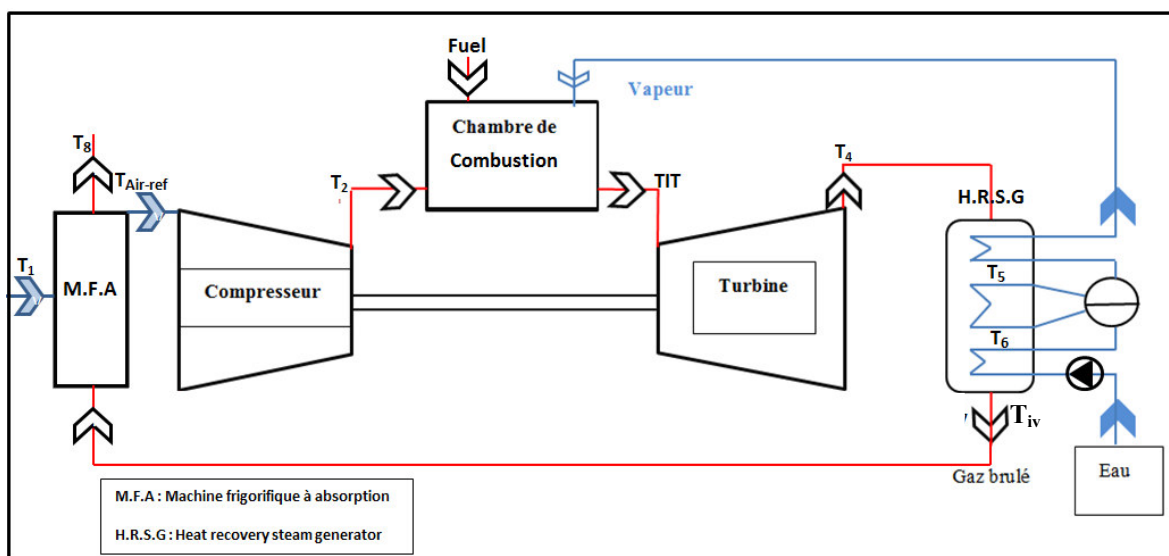 Fuel
Vapeur
Chambre de
Combustion
T8
TAir-ref
T2
TIT
T4
H.R.S.G
T1
M.F.A
Compresseur
Turbine
T5
T6
Tiv
Gaz brulé
Eau
M.F.A : Machine frigorifique à absorption
H.R.S.G : Heat recovery steam generator